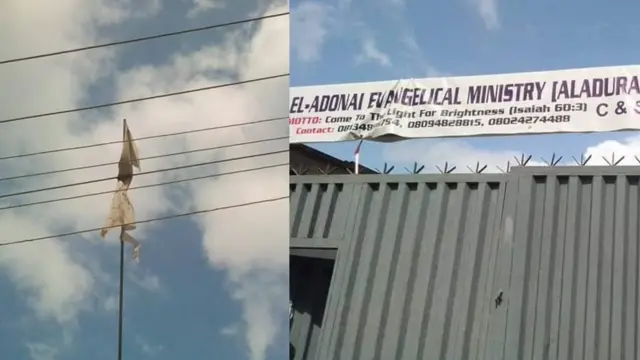 EL-ADONAI EVANGELICAL MINISTRY [ALADURA
MOTTO: Come To The Light For Brightness (Isaiah 60:3) C & S
Contact: 08094828815, 08024274488